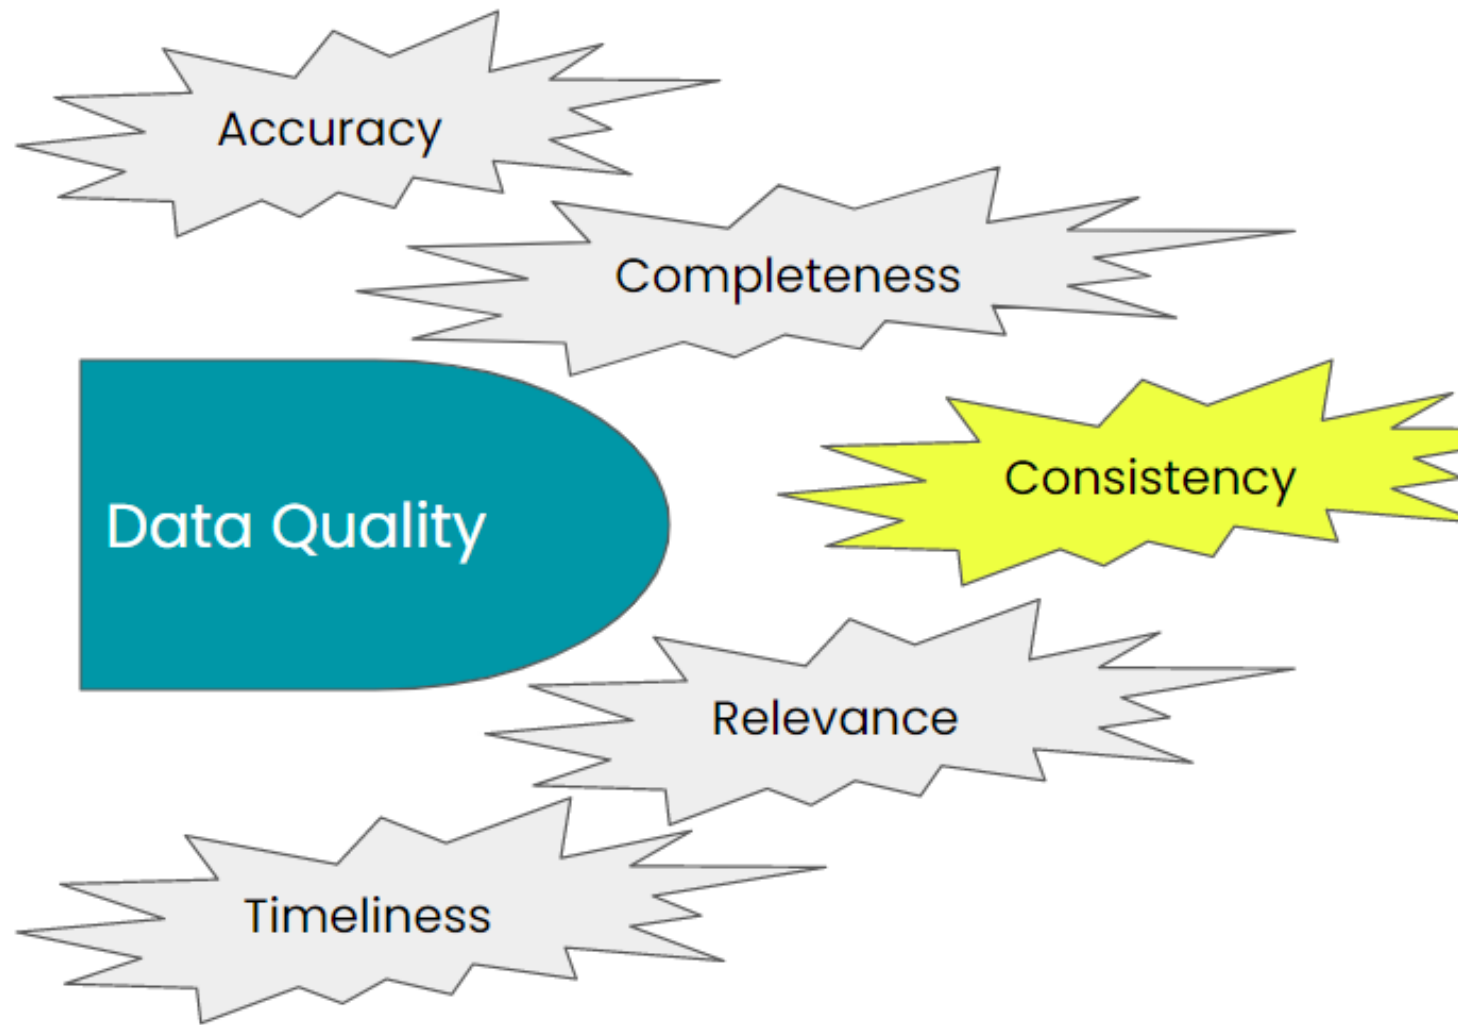 Accuracy
Completeness
Consistency
Data Quality
Relevance
Timeliness